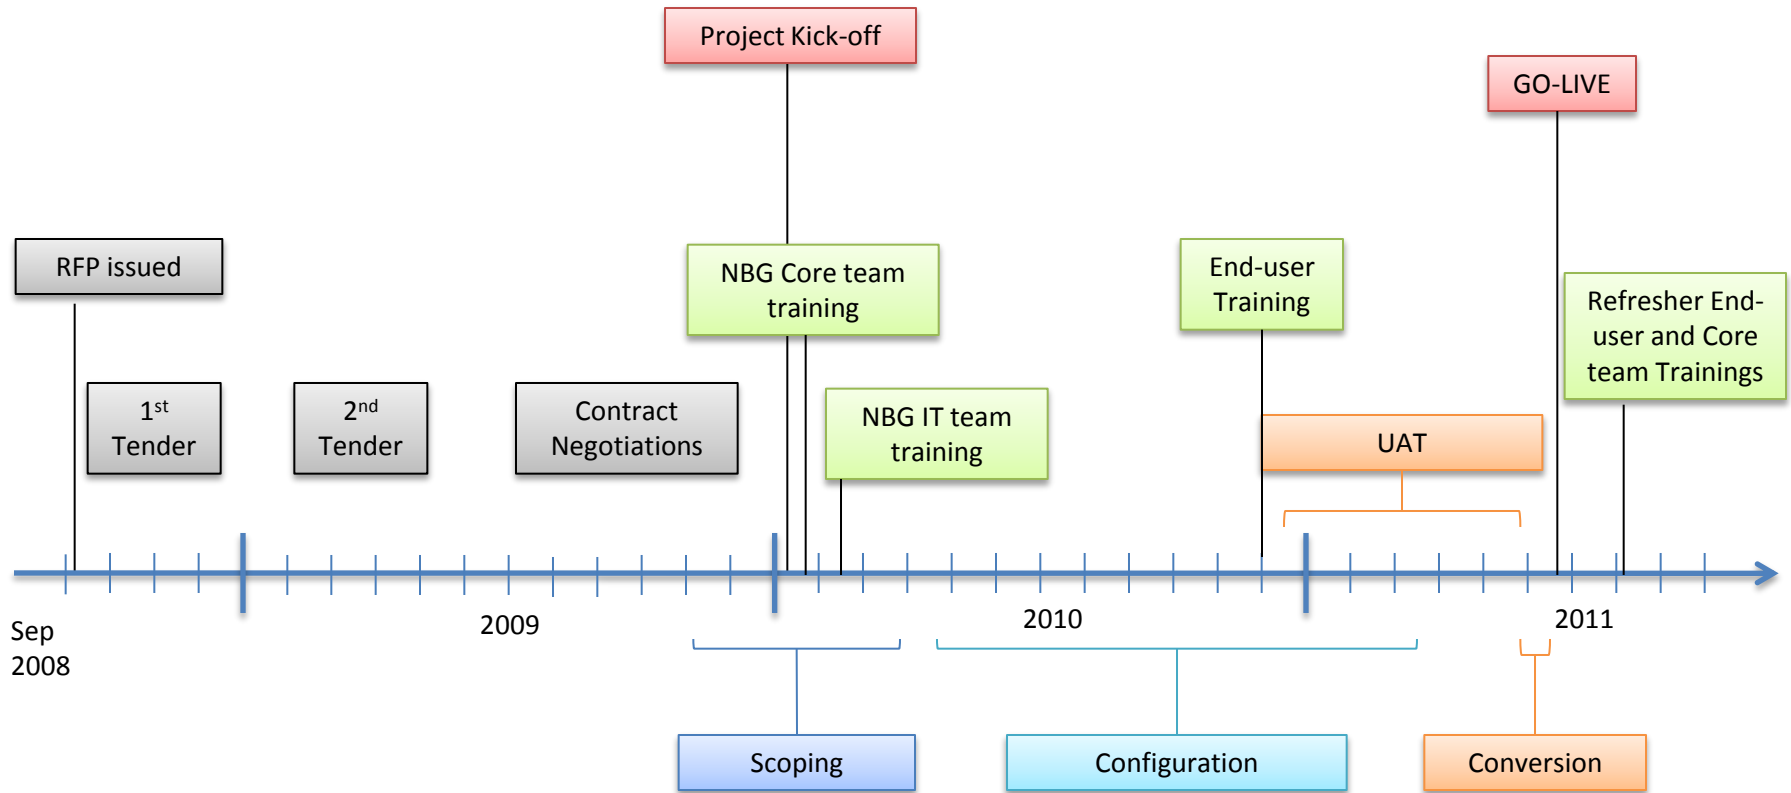 Project Kick-off
GO-LIVE
RFP issued
NBG Core team
training
End-user
Training
Refresher End-
user and Core
team Trainings
1st
Tender
2nd
Tender
Contract
Negotiations
NBG IT team
training
UAT
Sep
2008
2009
2010
2011
Scoping
Configuration
Conversion